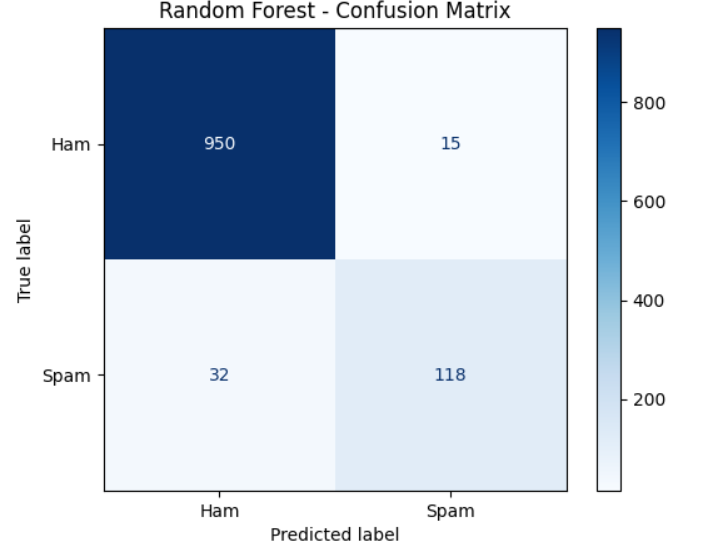 Random Forest - Confusion Matrix
True label
Ham
950
15
Spam
32
118
Ham
Spam
Predicted label
800
600
400
200